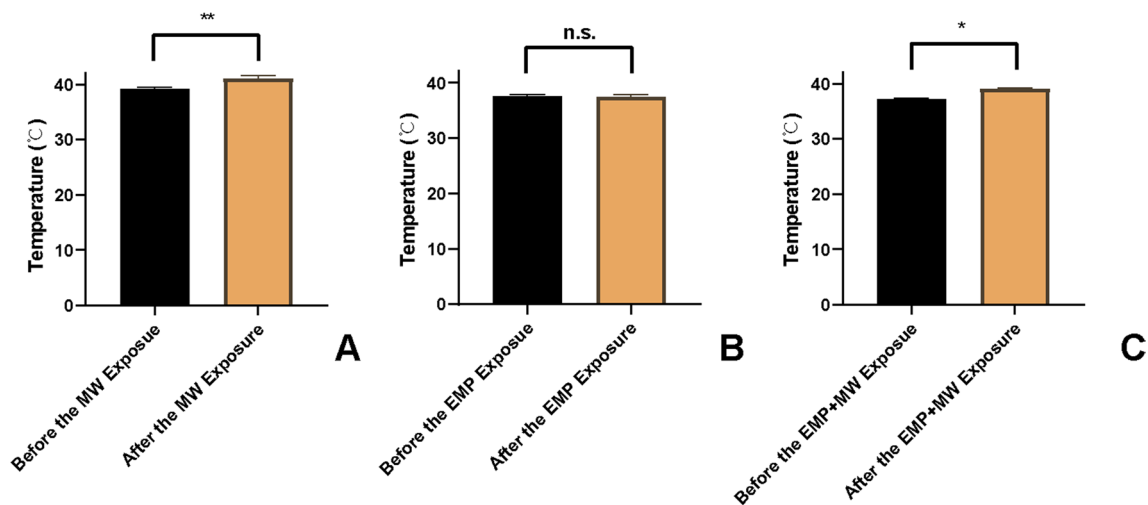 **
40
30
20
10
0
Temperature (℃)
Before the MW Exposue
After the MW Exposure
A
n.s.
40
30
20
10
0
Temperature (℃)
Before the EMP Exposue
After the EMP Exposure
B
*
40
30
20
10
0
Temperature (℃)
Before the EMP+MW Exposue
After the EMP+MW Exposure
C